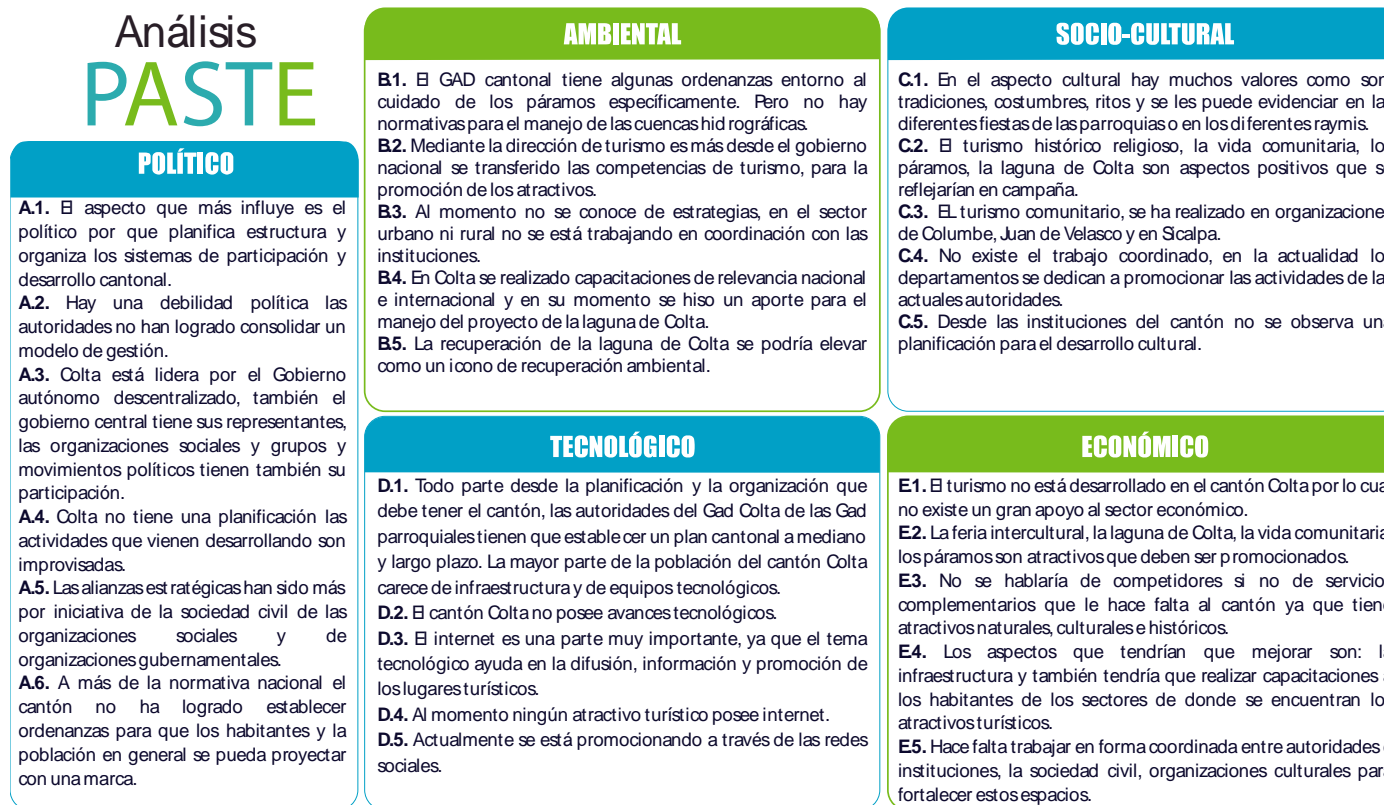 Análisis
PASTE
POLÍTICO
A.1. El aspecto que más influye es el
político por que planifica estructura y
organiza los sistemas de participación y
desarrollo cantonal.
A.2. Hay una debilidad política las
autoridades no han logrado consolidar un
modelo de gestión.
A.3. Colta está lidera por el Gobierno
autónomo descentralizado, también el
gobierno central tiene sus representantes,
las organizaciones sociales y grupos y
movimientos políticos tienen también su
participación.
A.4. Colta no tiene una planificación las
actividades que vienen desarrollando son
improvisadas.
A.5. Las alianzas estratégicas han sido más
por iniciativa de la sociedad civil de las
organizaciones sociales y de
organizaciones gubernamentales.
A.6. A más de la normativa nacional el
cantón no ha logrado establecer
ordenanzas para que los habitantes y la
población en general se pueda proyectar
con una marca.
AMBIENTAL
B.1. El GAD cantonal tiene algunas ordenanzas entorno al
cuidado de los páramos específicamente. Pero no hay
normativas para el manejo de las cuencas hidrográficas.
B.2. Mediante la dirección de turismo es más desde el gobierno
nacional se transferido las competencias de turismo, para la
promoción de los atractivos.
B.3. Al momento no se conoce de estrategias, en el sector
urbano ni rural no se está trabajando en coordinación con las
instituciones.
B.4. En Colta se realizado capacitaciones de relevancia nacional
e internacional y en su momento se hiso un aporte para el
manejo del proyecto de la laguna de Colta.
B.5. La recuperación de la laguna de Colta se podría elevar
como un icono de recuperación ambiental.
SOCIO-CULTURAL
C.1. En el aspecto cultural hay muchos valores como son
tradiciones, costumbres, ritos y se les puede evidenciar en la
diferentes fiestas de las parroquias o en los diferentes raymis.
C.2. El turismo histórico religioso, la vida comunitaria, lo
páramos, la laguna de Colta son aspectos positivos que se
reflejarían en campaña.
C.3. EL turismo comunitario, se ha realizado en organizacione
de Columbe, Juan de Velasco y en Sicalpa.
C.4. No existe el trabajo coordinado, en la actualidad lo
departamentos se dedican a promocionar las actividades de la
actuales autoridades.
C.5. Desde las instituciones del cantón no se observa una
planificación para el desarrollo cultural.
TECNOLÓGICO
D.1. Todo parte desde la planificación y la organización que
debe tener el cantón, las autoridades del Gad Colta de las Gad
parroquiales tienen que establecer un plan cantonal a mediano
y largo plazo. La mayor parte de la población del cantón Colta
carece de infraestructura y de equipos tecnológicos.
D.2. El cantón Colta no posee avances tecnológicos.
D.3. El internet es una parte muy importante, ya que el tema
tecnológico ayuda en la difusión, información y promoción de
los lugares turísticos.
D.4. Al momento ningún atractivo turístico posee internet.
D.5. Actualmente se está promocionando a través de las redes
sociales.
ECONÓMICO
E.1. El turismo no está desarrollado en el cantón Colta por lo cua
no existe un gran apoyo al sector económico.
E.2. La feria intercultural, la laguna de Colta, la vida comunitaria
los páramos son atractivos que deben ser promocionados.
E.3. No se hablaría de competidores si no de servicio
complementarios que le hace falta al cantón ya que tiene
atractivos naturales, culturales e históricos.
E.4. Los aspectos que tendrían que mejorar son: la
infraestructura y también tendría que realizar capacitaciones a
los habitantes de los sectores de donde se encuentran lo
atractivos turísticos.
E.5. Hace falta trabajar en forma coordinada entre autoridades e
instituciones, la sociedad civil, organizaciones culturales para
fortalecer estos espacios.